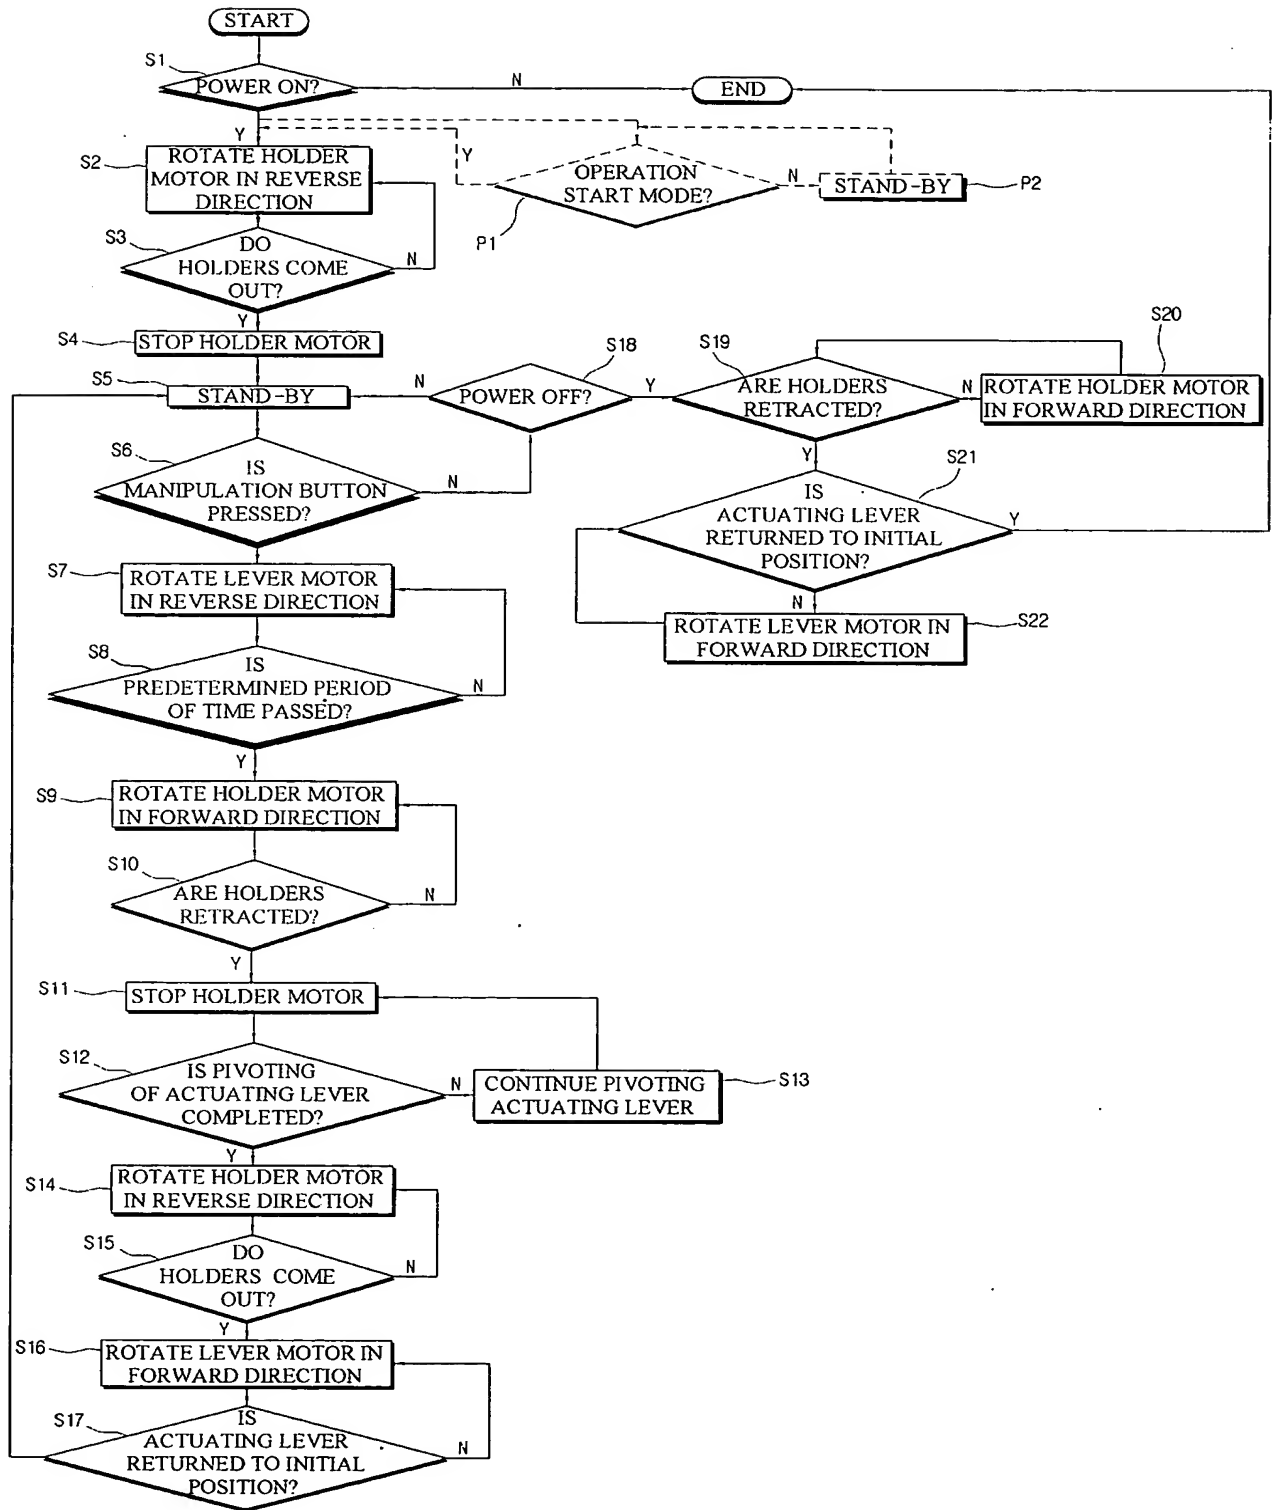 START
S1
POWER ON?
N
END
Y
S2
ROTATE HOLDER
MOTOR IN REVERSE
DIRECTION
Y
OPERATION
START MODE?
N
STAND-BY
P2
P1
S3
DO
HOLDERS COME
OUT?
N
Y
S4
STOP HOLDER MOTOR
S5
STAND-BY
N
S18
POWER OFF?
Y
S19
ARE HOLDERS
RETRACTED?
N
S20
ROTATE HOLDER MOTOR
IN FORWARD DIRECTION
Y
S6
IS
MANIPULATION BUTTON
PRESSED?
N
S21
IS
ACTUATING LEVER
RETURNED TO INITIAL
POSITION?
Y
N
S7
ROTATE LEVER MOTOR
IN REVERSE DIRECTION
ROTATE LEVER MOTOR IN
FORWARD DIRECTION
S22
S8
IS
PREDETERMINED PERIOD
OF TIME PASSED?
N
Y
S9
ROTATE HOLDER MOTOR
IN FORWARD DIRECTION
S10
ARE HOLDERS
RETRACTED?
N
Y
S11
STOP HOLDER MOTOR
S12
IS PIVOTING
OF ACTUATING LEVER
COMPLETED?
N
CONTINUE PIVOTING
ACTUATING LEVER
S13
Y
S14
ROTATE HOLDER MOTOR
IN REVERSE DIRECTION
S15
DO
HOLDERS COME
OUT?
N
Y
S16
ROTATE LEVER MOTOR IN
FORWARD DIRECTION
S17
IS
ACTUATING LEVER
RETURNED TO INITIAL
POSITION?
N